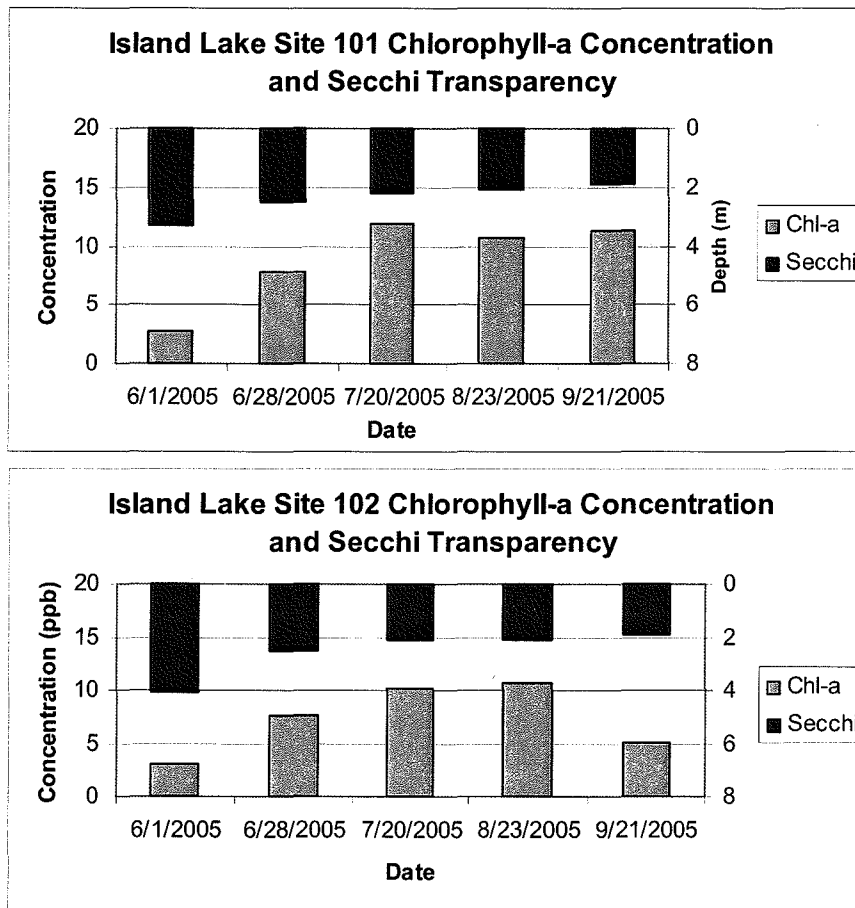 Island Lake Site 101 Chlorophyll-a Concentration
and Secchi Transparency
Concentration
20
15
10
5
0
0
2
4
6
8
Depth (m)
Chl-a
Secchi
6/1/2005 6/28/2005 7/20/2005 8/23/2005 9/21/2005
Date
Island Lake Site 102 Chlorophyll-a Concentration
and Secchi Transparency
Concentration (ppb)
20
15
10
5
0
0
2
4
6
8
Chl-a
Secchi
6/1/2005 6/28/2005 7/20/2005 8/23/2005 9/21/2005
Date